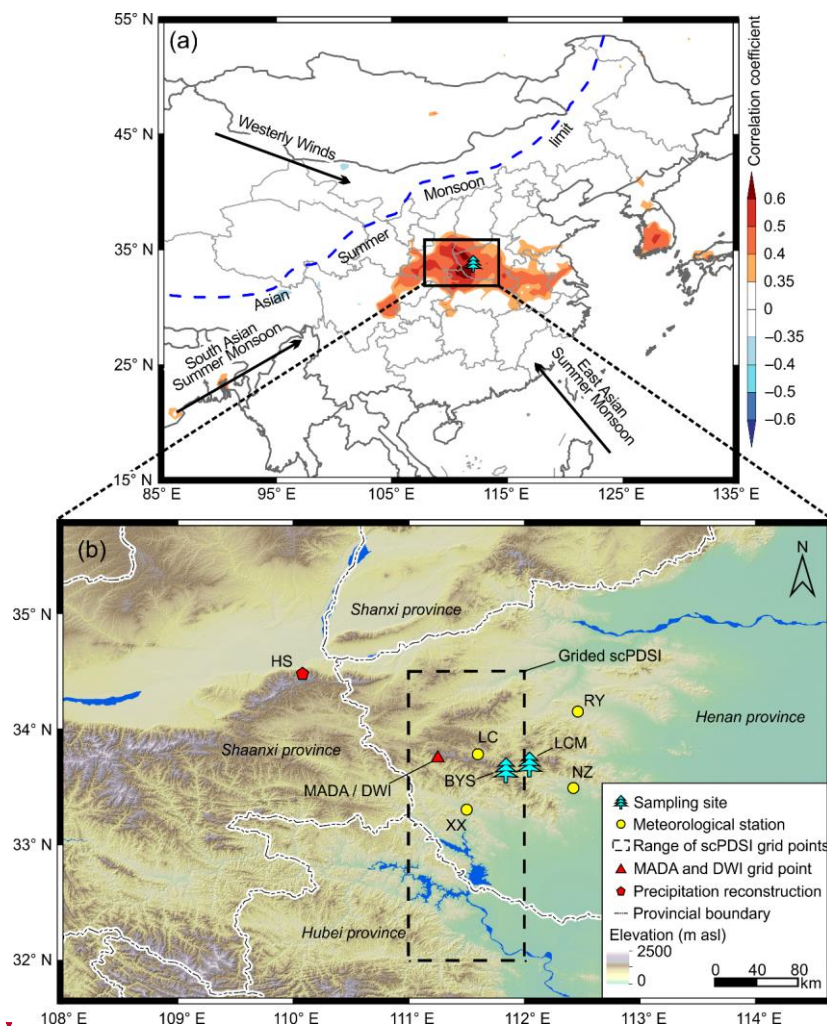 (a)
55° N
45° N
35° N
25° N
15° N
85° E
95° E
105° E
115° E
125° E
135° E
Westerly Winds
Asian
Summer
Monsoon
limit
South Asian
Summer Monsoon
East Asian
Summer Monsoon
Correlation coefficient
0.6
0.5
0.35
0
−0.35
−0.5
−0.6
(b)
N
35° N
34° N
33° N
32° N
108° E
109° E
110° E
111° E
112° E
113° E
114° E
Shanxi province
Grided scPDSI
HS
RY
Henan province
LC
LCM
Shaanxi province
MADA / DWI
BYS
NZ
XX
Hubei province
Sampling site
Meteorological station
Range of scPDSI grid points
MADA and DWI grid point
Precipitation reconstruction
Provincial boundary
Elevation (m asl)
2500
0
0 20 40 60 80
km